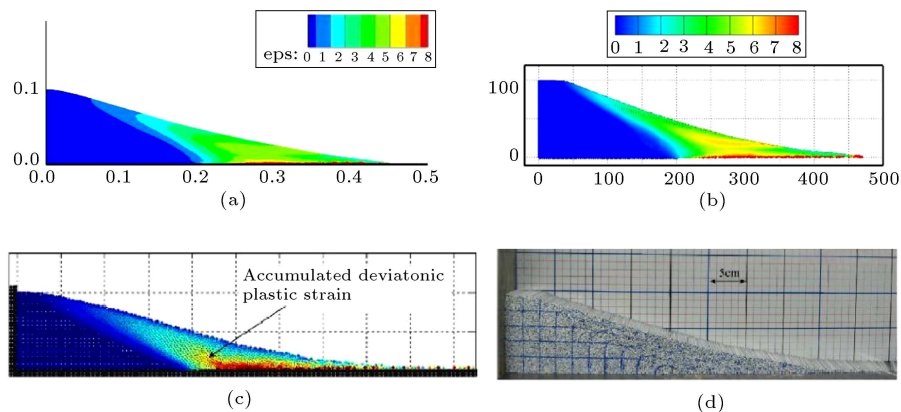 eps:
0 1 2 3 4 5 6 7 8
0.1
0.0
0.0 0.1 0.2 0.3 0.4 0.5
(a)
0 1 2 3 4 5 6 7 8
100
0
0 100 200 300 400 500
(b)
Accumulated deviatonic
plastic strain
(c)
5cm
(d)